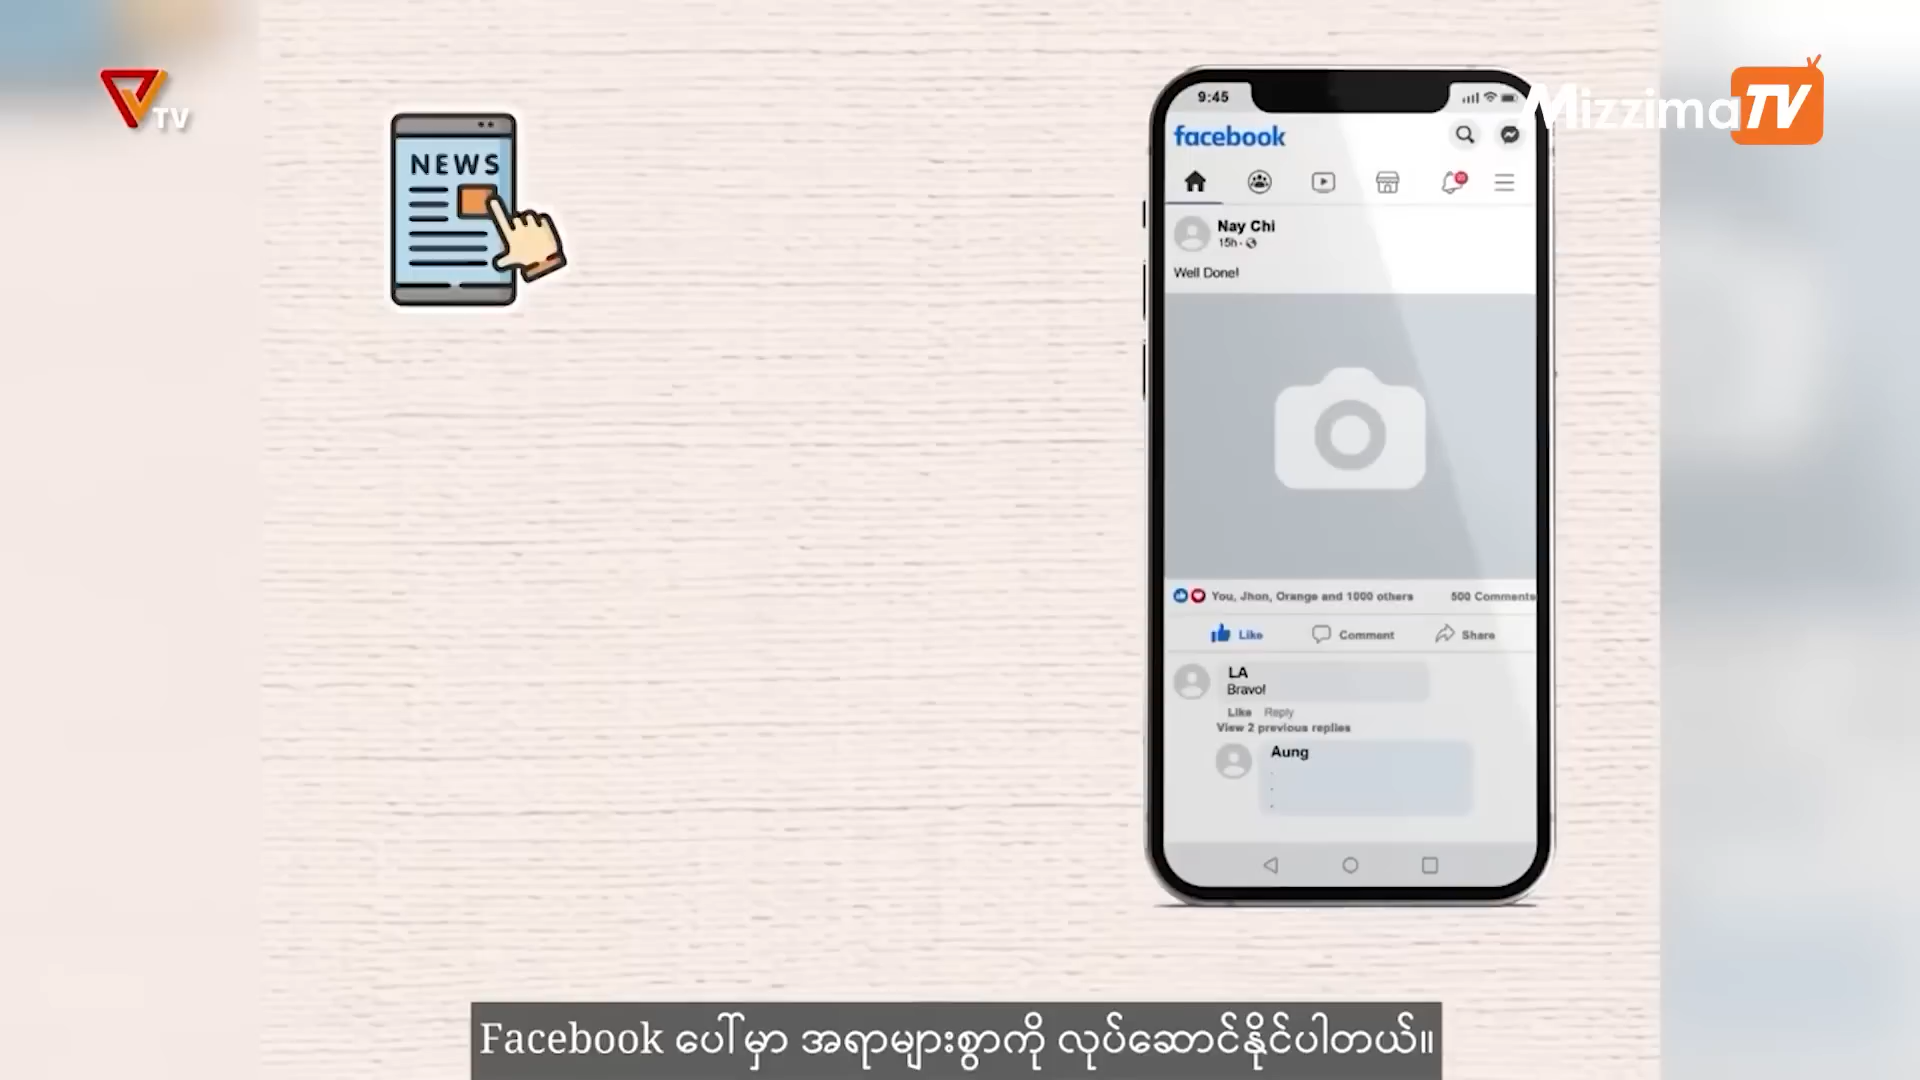 TV
MizzimaTV
NEWS
9:45
facebook
Nay Chi
15h
Well Done!
You, Jhon, Orange and 1000 others
500 Comments
Like
Comment
Share
LA
Bravo!
Like
Reply
View 2 previous replies
Aung
Facebook ပေါ်မှာ အရာများစွာကို လုပ်ဆောင်နိုင်ပါတယ်။